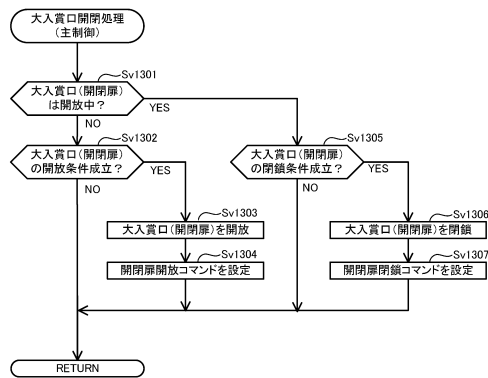 大入賞口開閉処理
（主制御）
Sv1301
大入賞口（開閉扉）
は開放中？
YES
NO
Sv1302
大入賞口（開閉扉）
の開放条件成立？
YES
NO
Sv1305
大入賞口（開閉扉）
の閉鎖条件成立？
YES
NO
Sv1303
大入賞口（開閉扉）を開放
Sv1304
開閉扉開放コマンドを設定
Sv1306
大入賞口（開閉扉）を閉鎖
Sv1307
開閉扉閉鎖コマンドを設定
RETURN